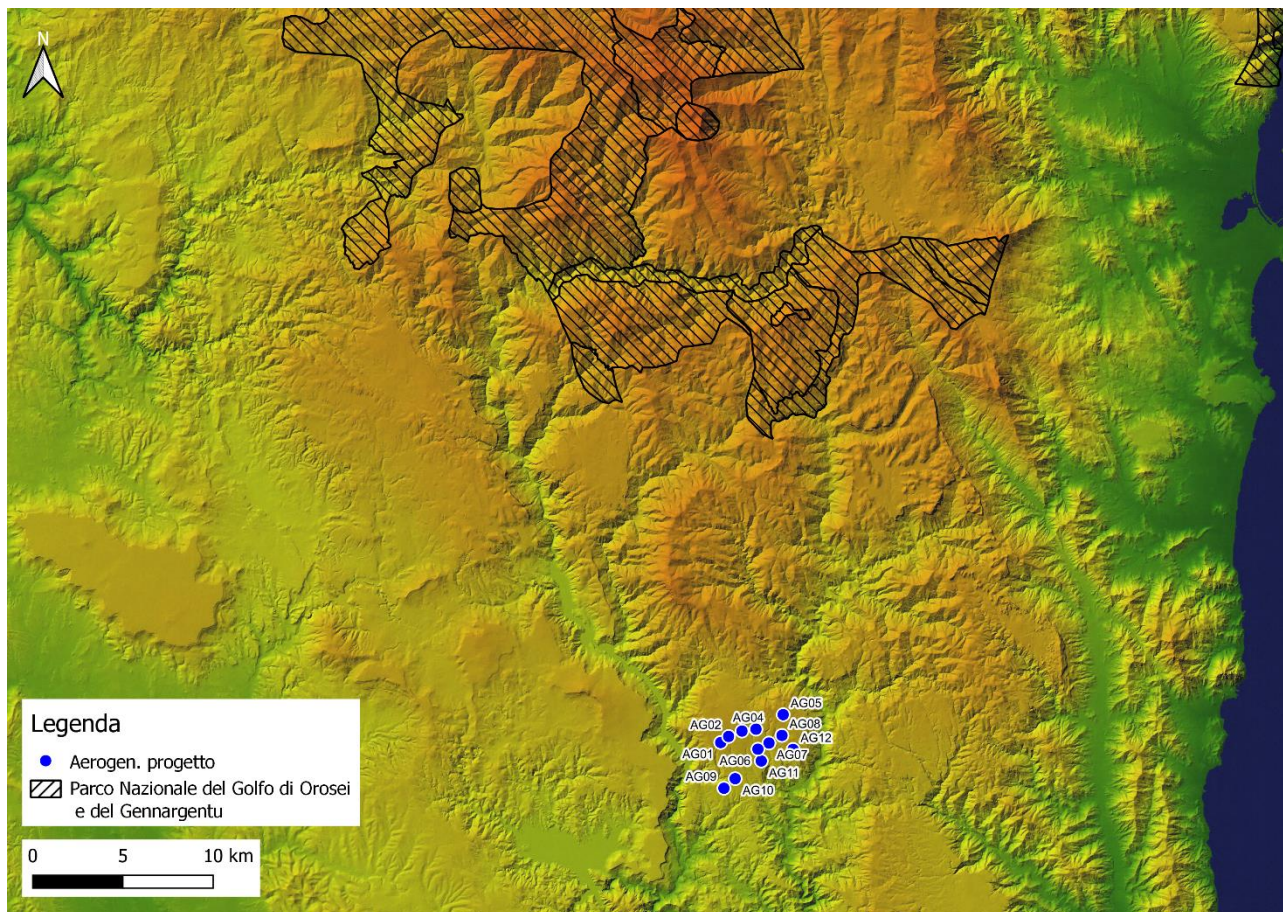 N
AG05
AG02
AG04
AG08
AG12
AG01
AG06
AG07
AG11
AG09
AG10
Legenda
Aerogen. progetto
Parco Nazionale del Golfo di Orosei
e del Gennargentu
0 5 10 km